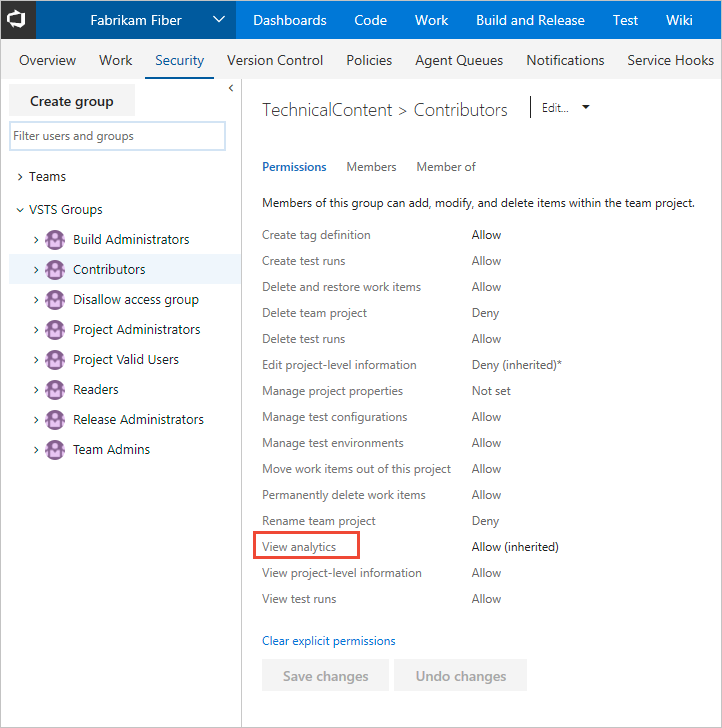 Fabrikam Fiber Dashboards Code Work Build and Release Test Wiki
Overview Work Security Version Control Policies Agent Queues Notifications Service Hooks
Create group
Filter users and groups
Teams
VSTS Groups
Build Administrators
Contributors
Disallow access group
Project Administrators
Project Valid Users
Readers
Release Administrators
Team Admins
TechnicalContent > Contributors Edit...
Permissions Members Member of
Members of this group can add, modify, and delete items within the team project.
Create tag definition Allow
Create test runs Allow
Delete and restore work items Allow
Delete team project Deny
Delete test runs Allow
Edit project-level information Deny (inherited)*
Manage project properties Not set
Manage test configurations Allow
Manage test environments Allow
Move work items out of this project Allow
Permanently delete work items Allow
Rename team project Deny
View analytics Allow (inherited)
View project-level information Allow
View test runs Allow
Clear explicit permissions
Save changes Undo changes